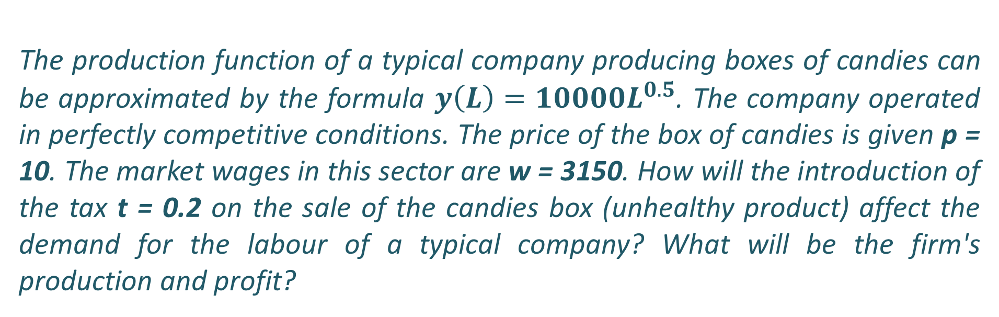 The production function of a typical company producing boxes of candies can
be approximated by the formula y(L) = 10000L^0.5. The company operated
in perfectly competitive conditions. The price of the box of candies is given p =
10. The market wages in this sector are w = 3150. How will the introduction of
the tax t = 0.2 on the sale of the candies box (unhealthy product) affect the
demand for the labour of a typical company? What will be the firm's
production and profit?